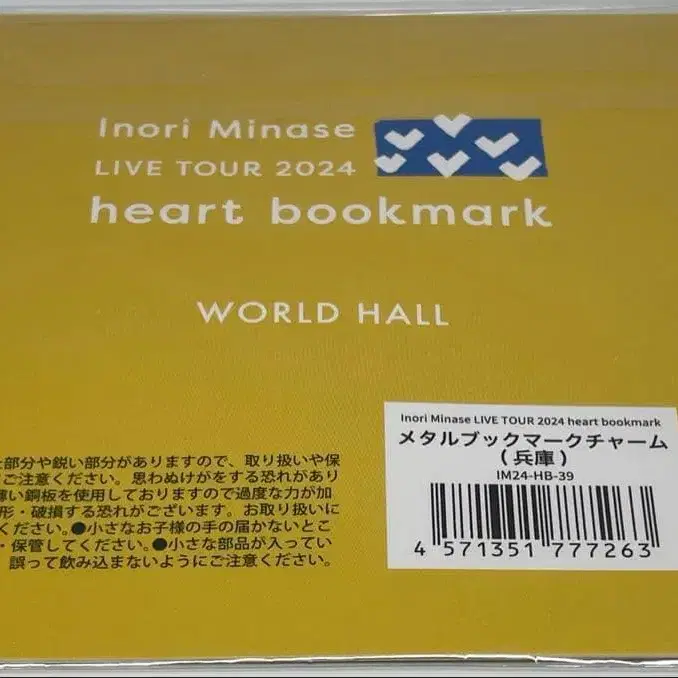 Inori Minase
LIVE TOUR 2024
heart bookmark
WORLD HALL
Inori Minase LIVE TOUR 2024 heart bookmark
メタルブックマークチャーム
(兵庫)
IM24-HB-39
4 571351 777263
部分や鋭い部分がありますので、取り扱いや保
ご注意ください。思わぬけがをする恐れがあり
い銅板を使用しておりますので過度な力が加
形・破損する恐れがございます。お取り扱いに
ください。●小さなお子様の手の届かないとこ
・保管してください。●小さな部品が入ってい
誤って飲み込まないようにご注意ください。